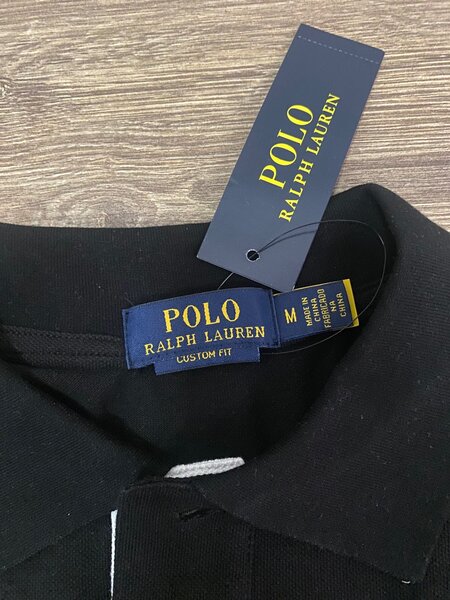 POLO
RALPH LAUREN
POLO
RALPH LAUREN
CUSTOM FIT
M
MADE IN
CHINA
FABRICADO
NA
CHINA